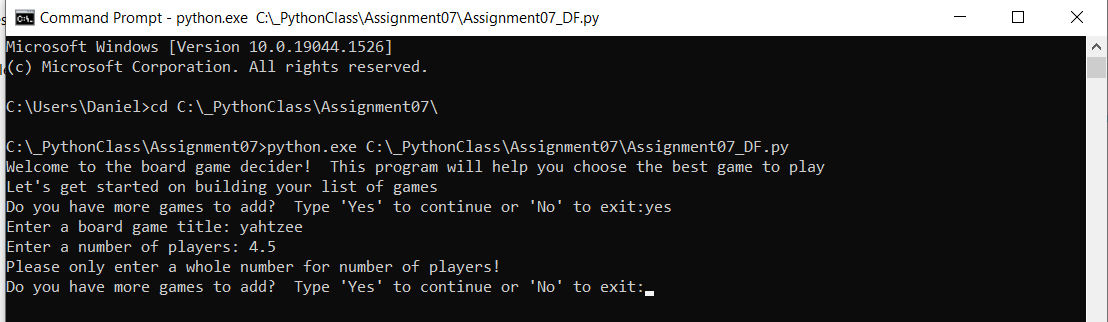 Command Prompt - python.exe C:\_PythonClass\Assignment07\Assignment07_DF.py
Microsoft Windows [Version 10.0.19044.1526]
(c) Microsoft Corporation. All rights reserved.
C:\Users\Daniel>cd C:\_PythonClass\Assignment07\
C:\_PythonClass\Assignment07>python.exe C:\_PythonClass\Assignment07\Assignment07_DF.py
Welcome to the board game decider!  This program will help you choose the best game to play
Let's get started on building your list of games
Do you have more games to add?  Type 'Yes' to continue or 'No' to exit:yes
Enter a board game title: yahtzee
Enter a number of players: 4.5
Please only enter a whole number for number of players!
Do you have more games to add?  Type 'Yes' to continue or 'No' to exit: